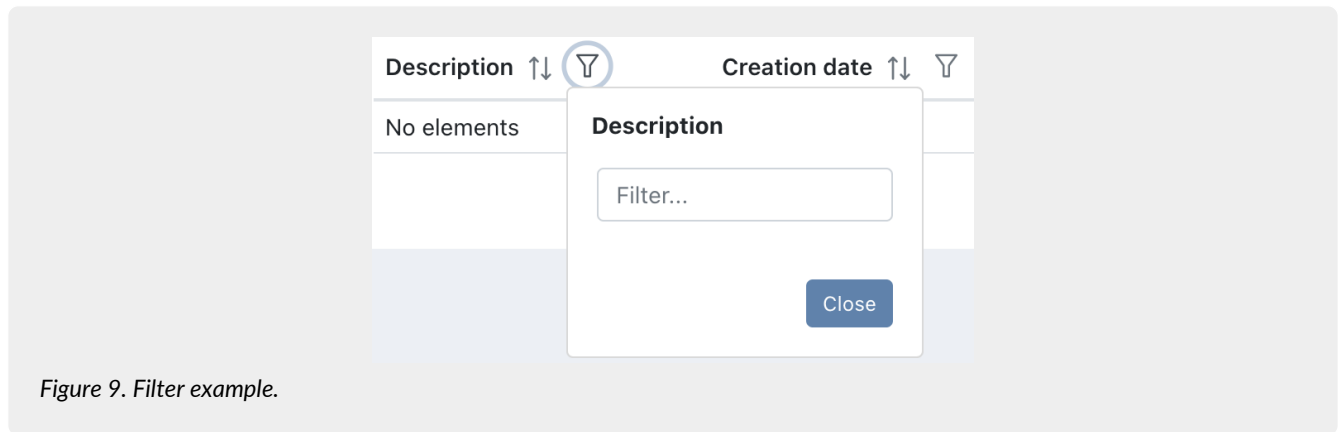 Description Creation date
No elements
Description
Filter...
Close
Figure 9. Filter example.